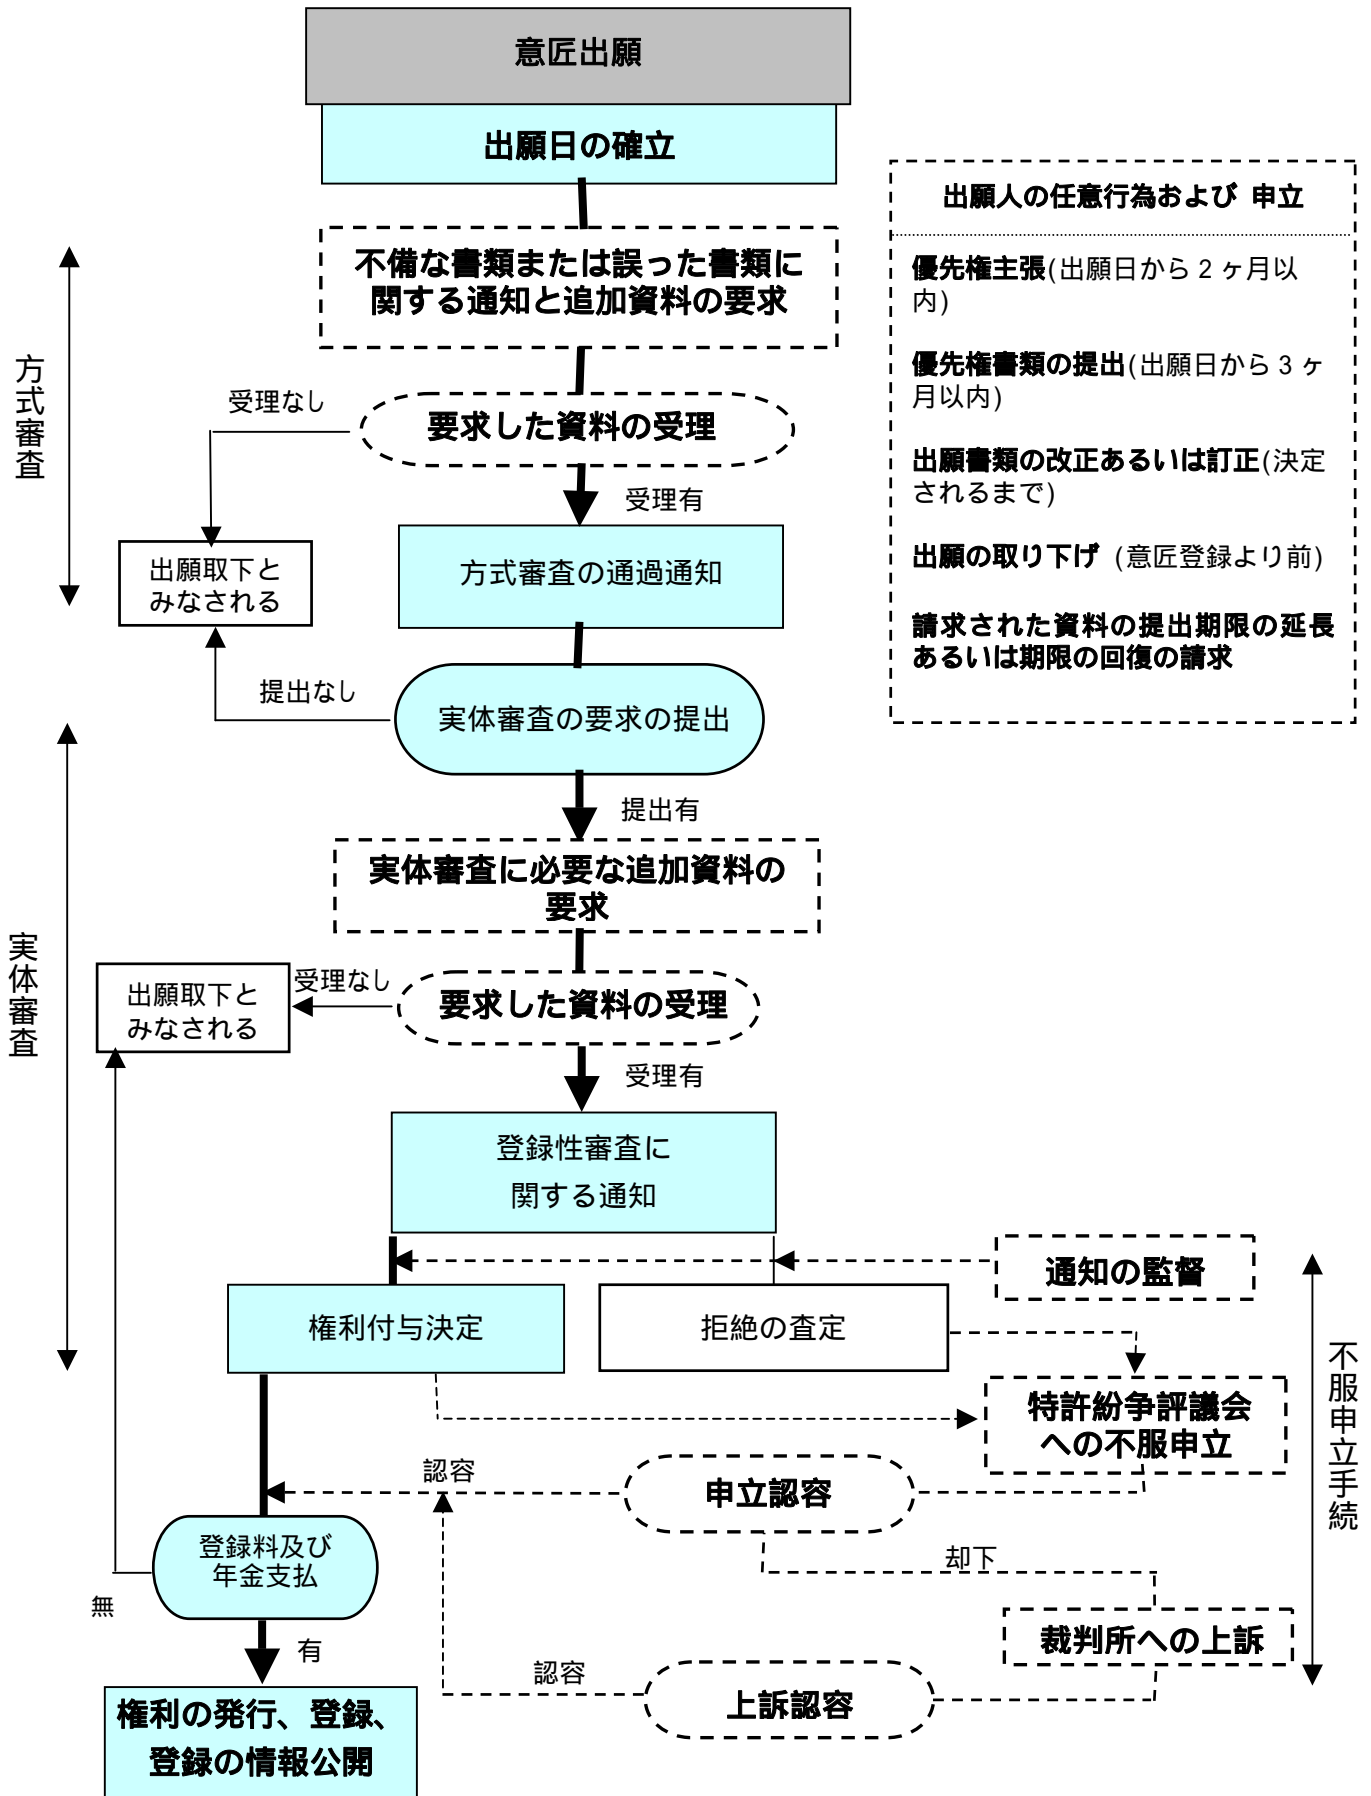 意匠出願
出願日の確立
不備な書類または誤った書類に
関する通知と追加資料の要求
出願人の任意行為および 申立
優先権主張(出願日から2ヶ月以
内)
優先権書類の提出(出願日から3ヶ
月以内)
出願書類の改正あるいは訂正(決定
されるまで)
出願の取り下げ (意匠登録より前)
請求された資料の提出期限の延長
あるいは期限の回復の請求
方式審査
受理なし
要求した資料の受理
受理有
出願取下と
みなされる
方式審査の通過通知
提出なし
実体審査の要求の提出
提出有
実体審査に必要な追加資料の
要求
実体審査
出願取下と
みなされる
受理なし
要求した資料の受理
受理有
登録性審査に
関する通知
通知の監督
権利付与決定
拒絶の査定
不服申立手続
特許紛争評議会
への不服申立
認容
申立認容
却下
登録料及び
年金支払
無
有
裁判所への上訴
認容
上訴認容
権利の発行、登録、
登録の情報公開